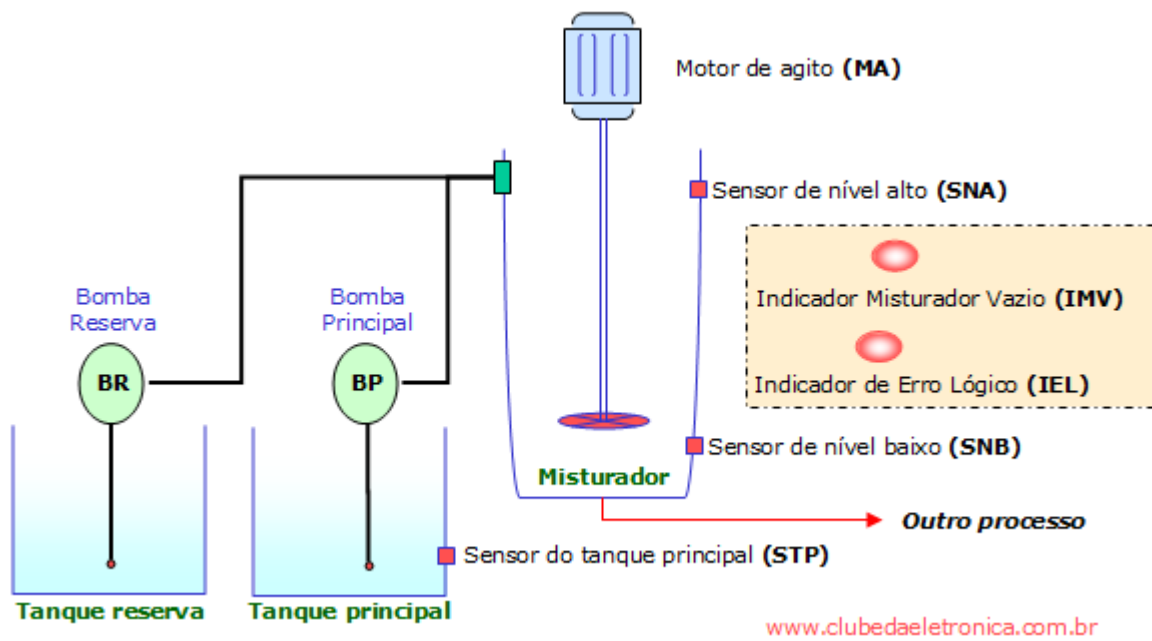 Motor de agito (MA)
Sensor de nível alto (SNA)
Indicador Misturador Vazio (IMV)
Indicador de Erro Lógico (IEL)
Bomba
Reserva
Bomba
Principal
BR
BP
Sensor de nível baixo (SNB)
Misturador
Outro processo
Sensor do tanque principal (STP)
Tanque reserva
Tanque principal
www.clubedaeletronica.com.br